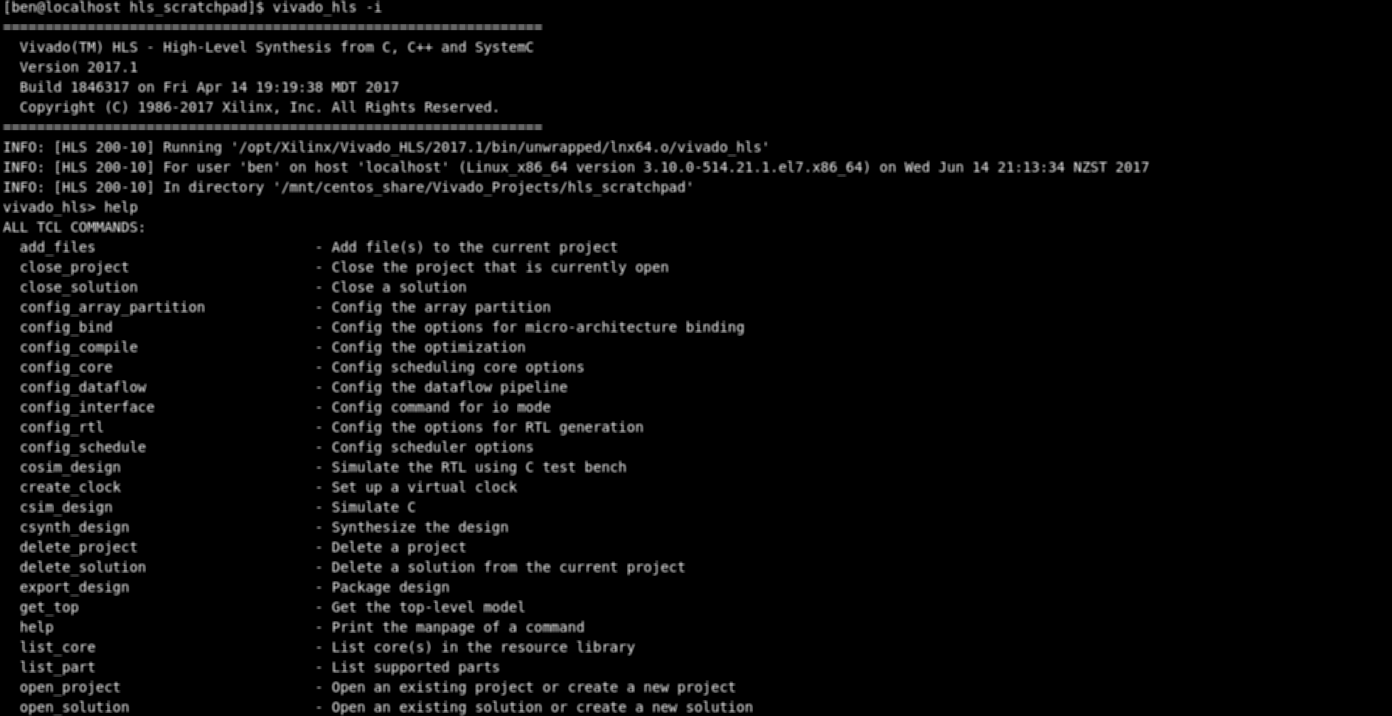 [ben@localhost hls_scratchpad]$ vivado_hls -i
================================================================
  Vivado(TM) HLS - High-Level Synthesis from C, C++ and SystemC
  Version 2017.1
  Build 1846317 on Fri Apr 14 19:19:38 MDT 2017
  Copyright (C) 1986-2017 Xilinx, Inc. All Rights Reserved.
================================================================
INFO: [HLS 200-10] Running '/opt/Xilinx/Vivado_HLS/2017.1/bin/unwrapped/lnx64.o/vivado_hls'
INFO: [HLS 200-10] For user 'ben' on host 'localhost' (Linux_x86_64 version 3.10.0-514.21.1.el7.x86_64) on Wed Jun 14 21:13:34 NZST 2017
INFO: [HLS 200-10] In directory '/mnt/centos_share/Vivado_Projects/hls_scratchpad'
vivado_hls> help
ALL TCL COMMANDS:
  add_files                          - Add file(s) to the current project
  close_project                      - Close the project that is currently open
  close_solution                     - Close a solution
  config_array_partition             - Config the array partition
  config_bind                        - Config the options for micro-architecture binding
  config_compile                     - Config the optimization
  config_core                        - Config scheduling core options
  config_dataflow                    - Config the dataflow pipeline
  config_interface                   - Config command for io mode
  config_rtl                         - Config the options for RTL generation
  config_schedule                    - Config scheduler options
  cosim_design                       - Simulate the RTL using C test bench
  create_clock                       - Set up a virtual clock
  csim_design                        - Simulate C
  csynth_design                      - Synthesize the design
  delete_project                     - Delete a project
  delete_solution                    - Delete a solution from the current project
  export_design                      - Package design
  get_top                            - Get the top-level model
  help                               - Print the manpage of a command
  list_core                          - List core(s) in the resource library
  list_part                          - List supported parts
  open_project                       - Open an existing project or create a new project
  open_solution                      - Open an existing solution or create a new solution